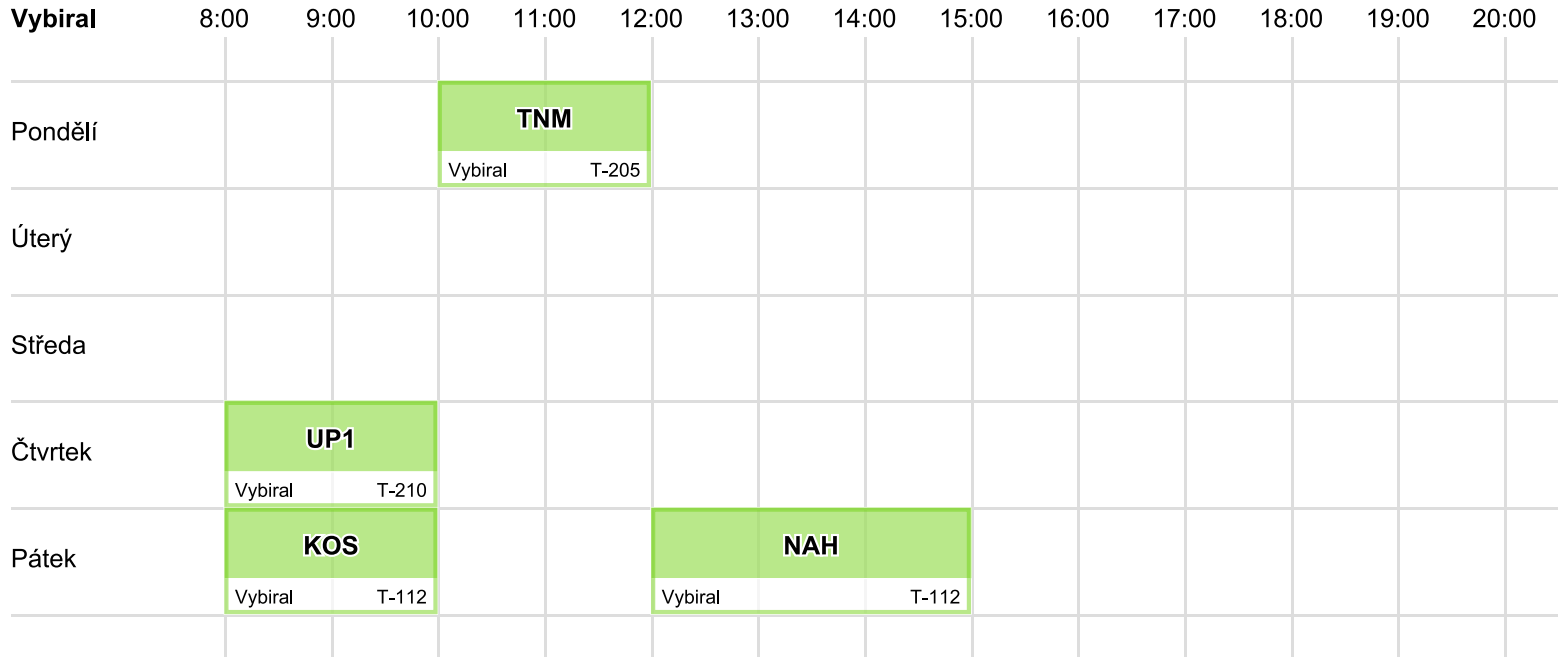 Vybiral 8:00 9:00 10:00 11:00 12:00 13:00 14:00 15:00 16:00 17:00 18:00 19:00 20:00
TNM
Pondělí
Vybiral T-205
Úterý
Středa
UP1
Čtvrtek
Vybiral T-210
KOS NAH
Pátek
Vybiral T-112 Vybiral T-112